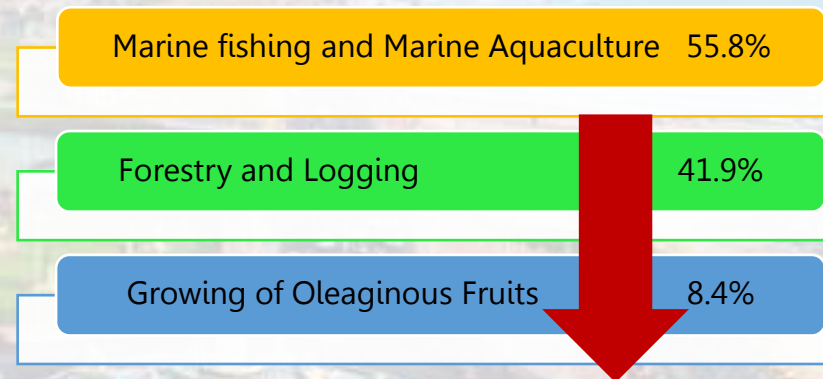 Marine fishing and Marine Aquaculture 55.8%
Forestry and Logging 41.9%
Growing of Oleaginous Fruits 8.4%